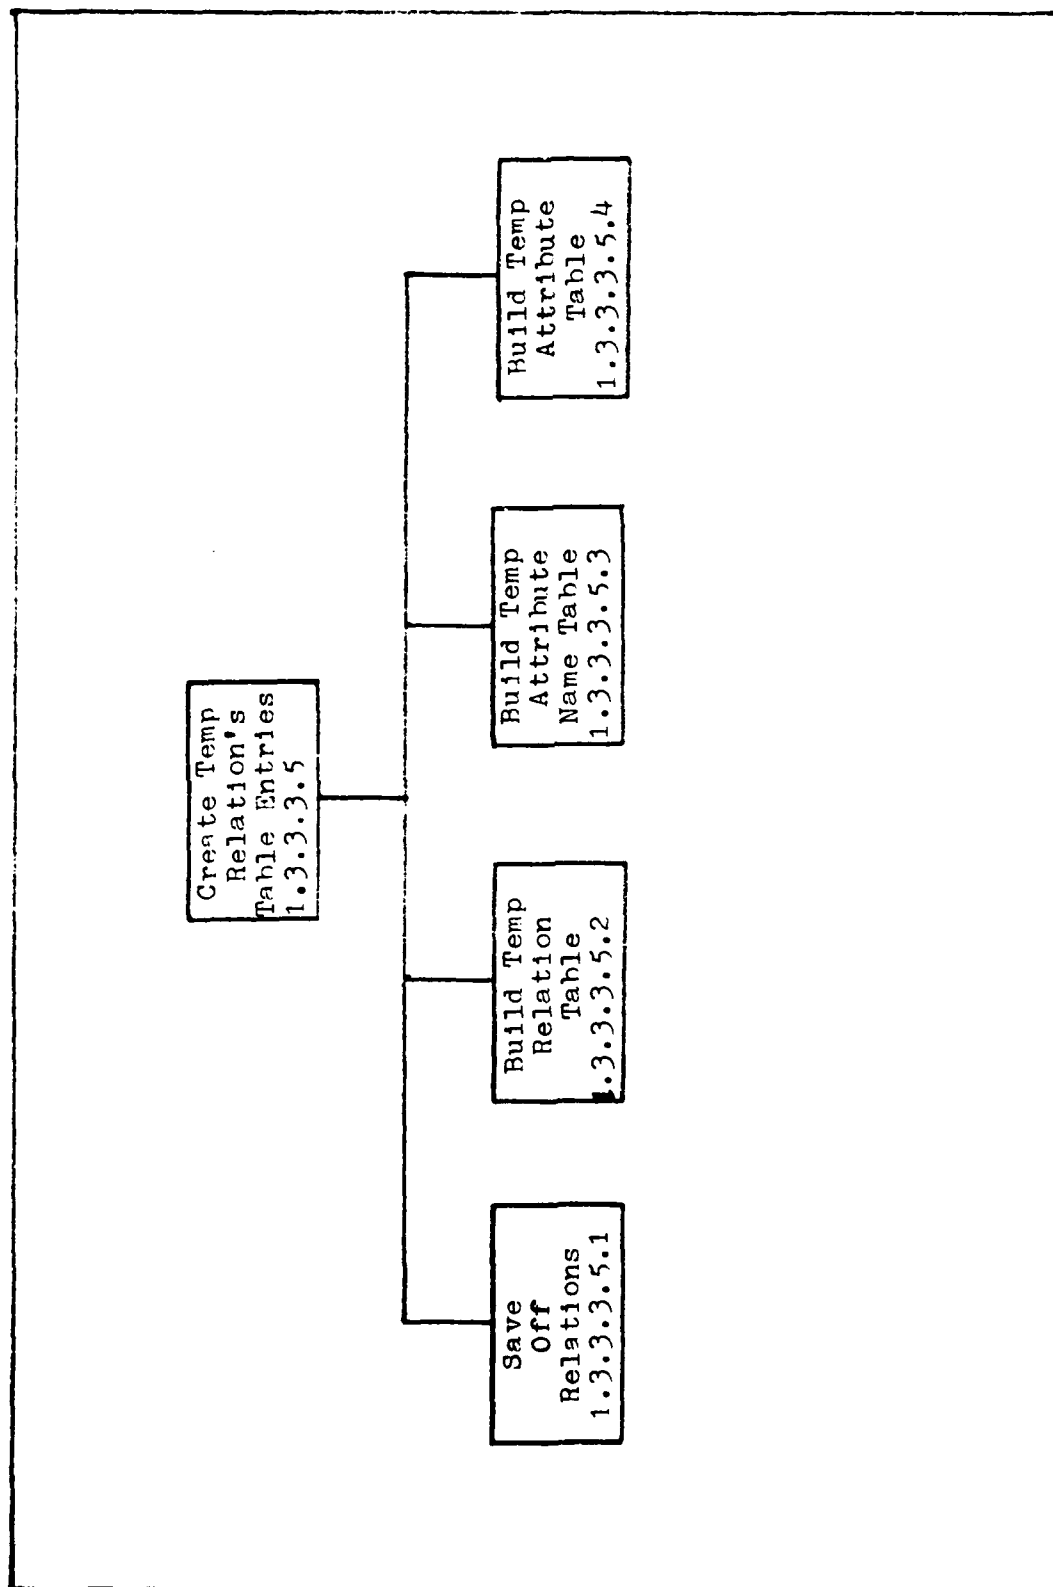 Create Temp
Relation's
Table Entries
1.3.3.3.5
Save
Off
Relations
1.3.3.3.5.1
Build Temp
Relation
Table
.3.3.3.5.2
Build Temp
Attribute
Name Table
1.3.3.3.5.3
Build Temp
Attribute
Table
1.3.3.3.5.4